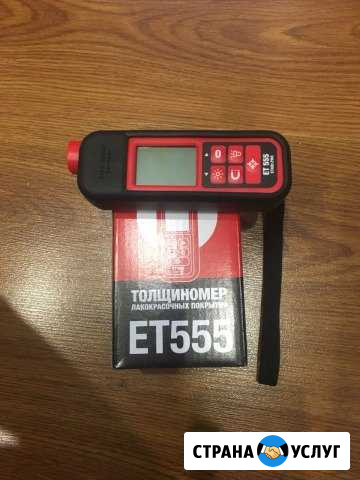 ET 555
ТОЛЩИНОМЕР
ЛАКОКРАСОЧНЫХ ПОКРЫТИЙ
ET555
СТРАНА УСЛУГ